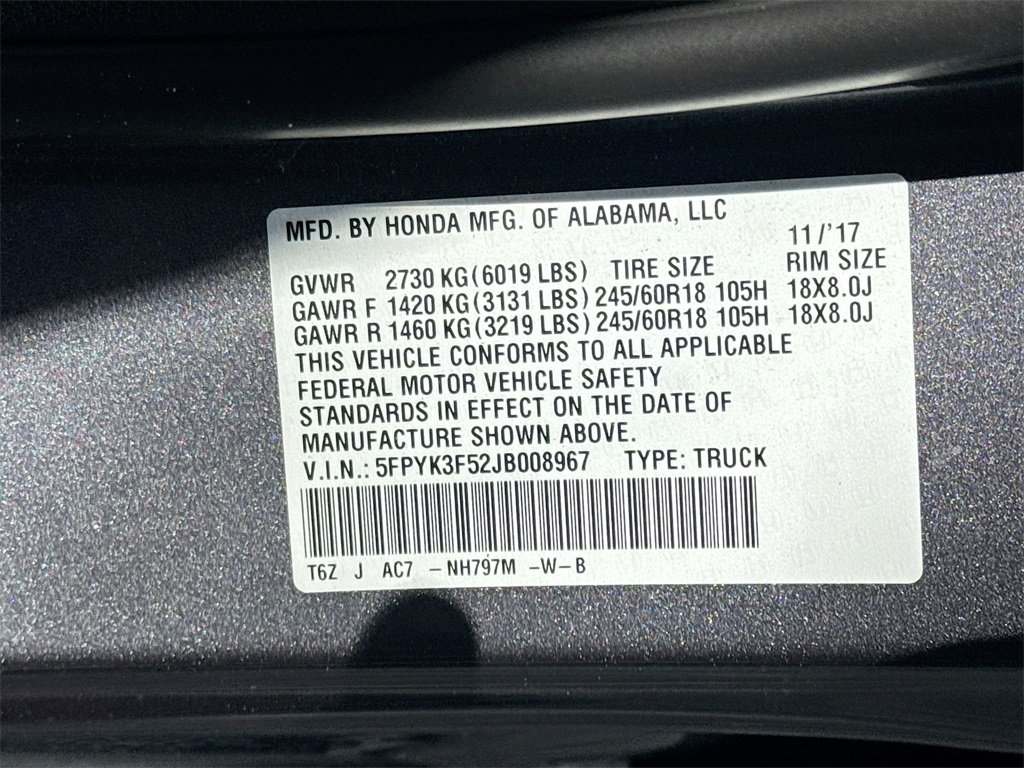 MFD. BY HONDA MFG. OF ALABAMA, LLC
11/'17
GVWR 2730 KG(6019 LBS) TIRE SIZE RIM SIZE
GAWR F 1420 KG(3131 LBS) 245/60R18 105H 18X8.0J
GAWR R 1460 KG(3219 LBS) 245/60R18 105H 18X8.0J
THIS VEHICLE CONFORMS TO ALL APPLICABLE
FEDERAL MOTOR VEHICLE SAFETY
STANDARDS IN EFFECT ON THE DATE OF
MANUFACTURE SHOWN ABOVE.
V.I.N.: 5FPYK3F52JB008967 TYPE: TRUCK
T6Z J AC7 -NH797M -W-B